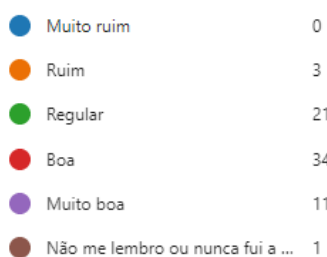 Muito ruim 0
Ruim 3
Regular 21
Boa 34
Muito boa 11
Não me lembro ou nunca fui a ... 1